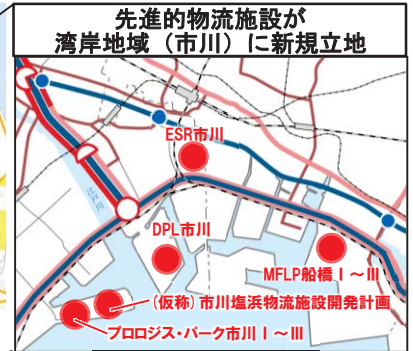 先進的物流施設が
湾岸地域（市川）に新規立地
ESR市川
江戸川
DPL市川
MFLP船橋Ⅰ～Ⅲ
（仮称）市川塩浜物流施設開発計画
プロロジス・パーク市川Ⅰ～Ⅲ